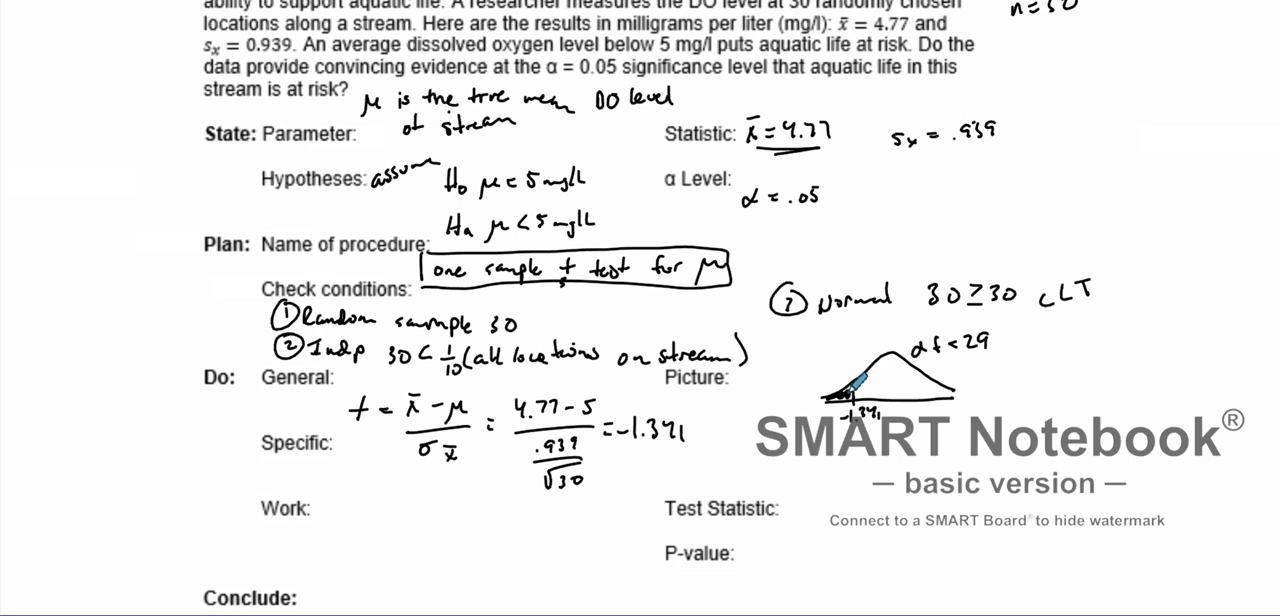 ability to support aquatic life. A researcher measures the DO level at 30 randomly chosen
n=30
locations along a stream. Here are the results in milligrams per liter (mg/l): x̄ = 4.77 and
sₓ = 0.939. An average dissolved oxygen level below 5 mg/l puts aquatic life at risk. Do the
data provide convincing evidence at the α = 0.05 significance level that aquatic life in this
stream is at risk?
μ is the true mean DO level
of stream
State: Parameter:
Statistic: x̄ = 4.77 sₓ = .939
Hypotheses: assume H₀ μ = 5 mg/L
α Level: α = .05
Hₐ μ < 5 mg/L
Plan: Name of procedure:
one sample t test for μ
Check conditions:
① Random sample 30
② Indp 30 < 1/10 (all locations on stream)
③ Normal 30 ≥ 30 CLT
Do: General:
t = (x̄ - μ)/σx̄ = (4.77 - 5)/(.939/√30) = -1.341
Picture:
df = 29
-1.341
Specific:
Work:
Test Statistic:
P-value:
Conclude:
SMART Notebook®
— basic version —
Connect to a SMART Board® to hide watermark